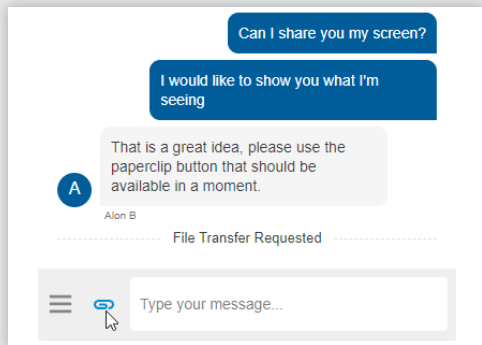 Can I share you my screen?
I would like to show you what I'm
seeing
That is a great idea, please use the
paperclip button that should be
available in a moment.
A
Alon B
File Transfer Requested
Type your message...